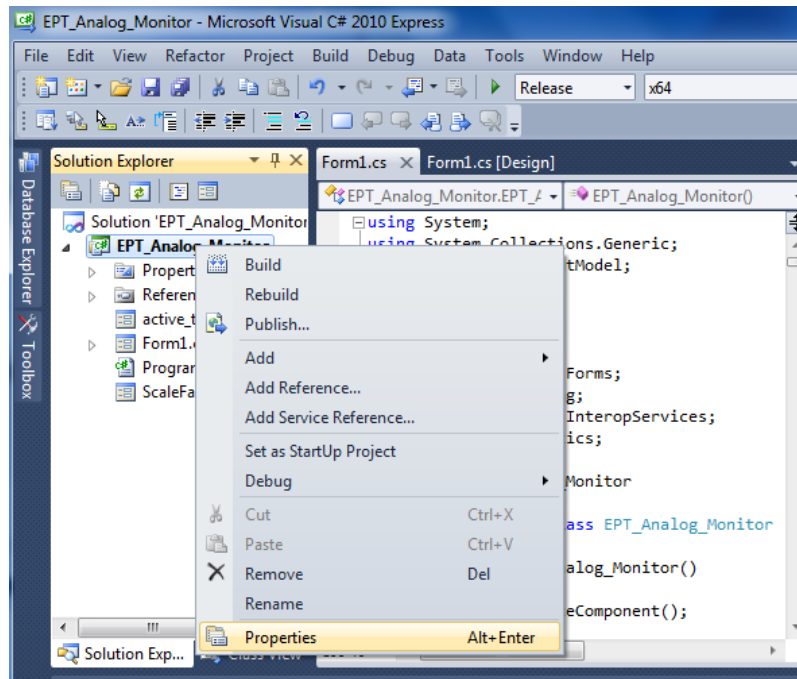 EPT_Analog_Monitor - Microsoft Visual C# 2010 Express
File Edit View Refactor Project Build Debug Data Tools Window Help
Release x64
Solution Explorer
Form1.cs Form1.cs [Design]
EPT_Analog_Monitor.EPT_A EPT_Analog_Monitor()
Database Explorer
Toolbox
Solution 'EPT_Analog_Monitor
EPT_Analog_Monitor
Propert
Referen
active_t
Form1.
Program
ScaleFa
using System;
using System.Collections.Generic;
tModel;
Forms;
g;
InteropServices;
ics;
Monitor
ass EPT_Analog_Monitor
alog_Monitor()
eComponent();
Build
Rebuild
Publish...
Add
Add Reference...
Add Service Reference...
Set as StartUp Project
Debug
Cut Ctrl+X
Paste Ctrl+V
Remove Del
Rename
Properties Alt+Enter
Solution Exp... Class View